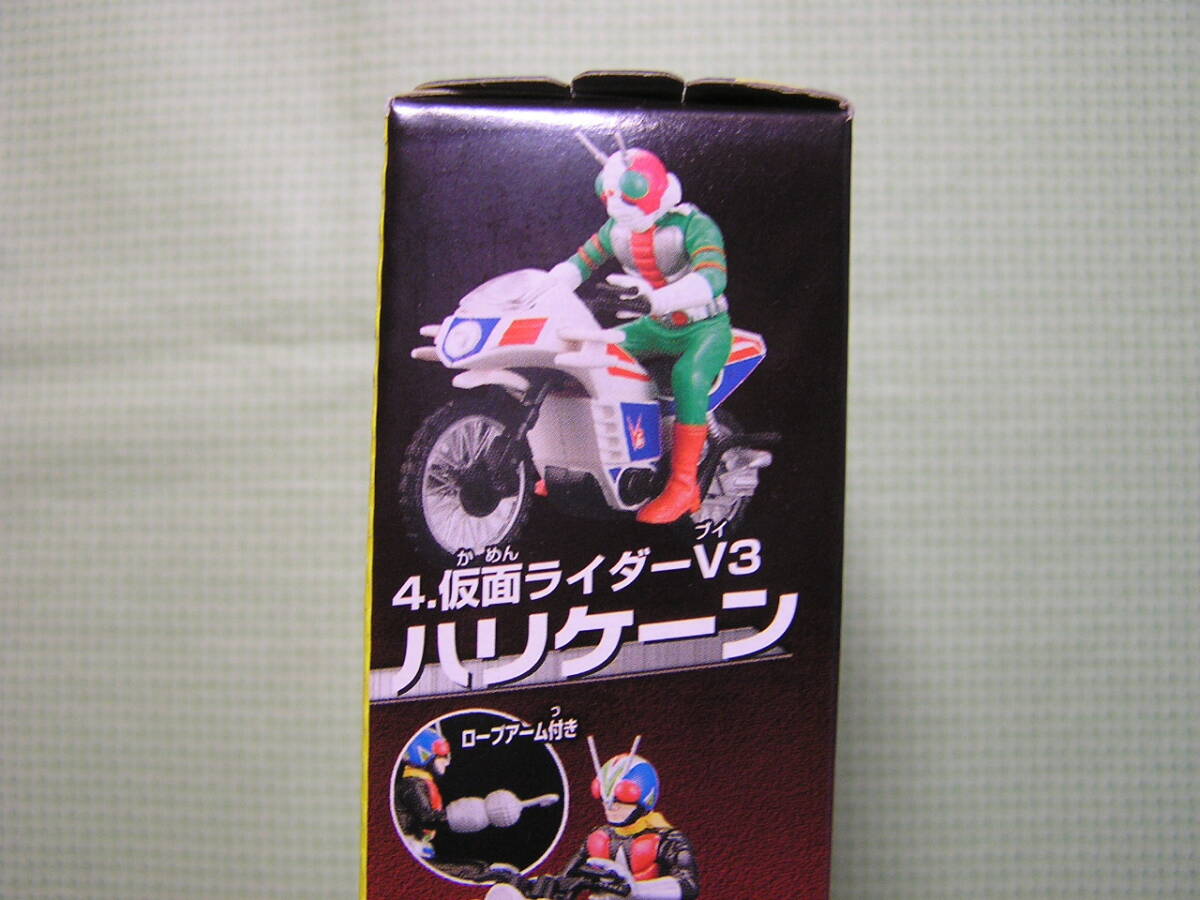 かめん ブイ
4.仮面ライダーV3
ハリケーン
つ
ロープアーム付き